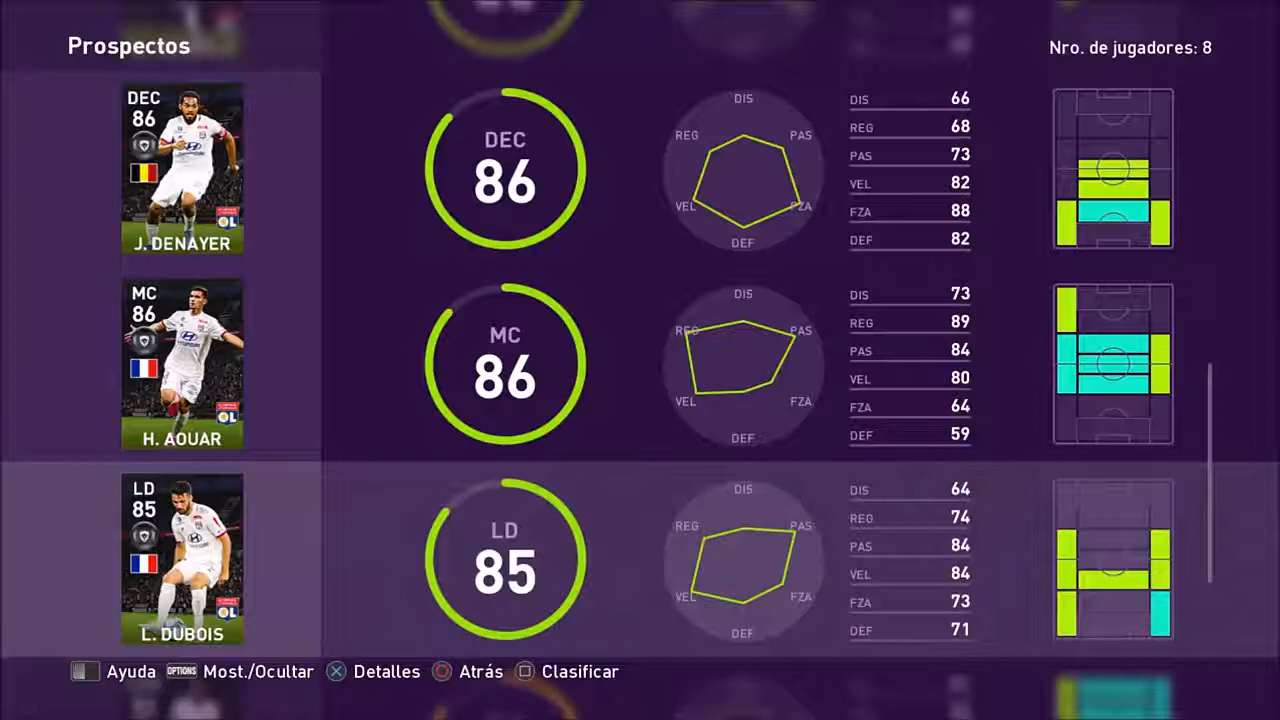 Prospectos
Nro. de jugadores: 8
DEC
86
J. DENAYER
DEC
86
DIS
PAS
FZA
DEF
VEL
REG
DIS 66
REG 68
PAS 73
VEL 82
FZA 88
DEF 82
MC
86
H. AOUAR
MC
86
DIS
PAS
FZA
DEF
VEL
REG
DIS 73
REG 89
PAS 84
VEL 80
FZA 64
DEF 59
LD
85
L. DUBOIS
LD
85
DIS
PAS
FZA
DEF
VEL
REG
DIS 64
REG 74
PAS 84
VEL 84
FZA 73
DEF 71
Ayuda OPTIONS Most./Ocultar Detalles Atrás Clasificar